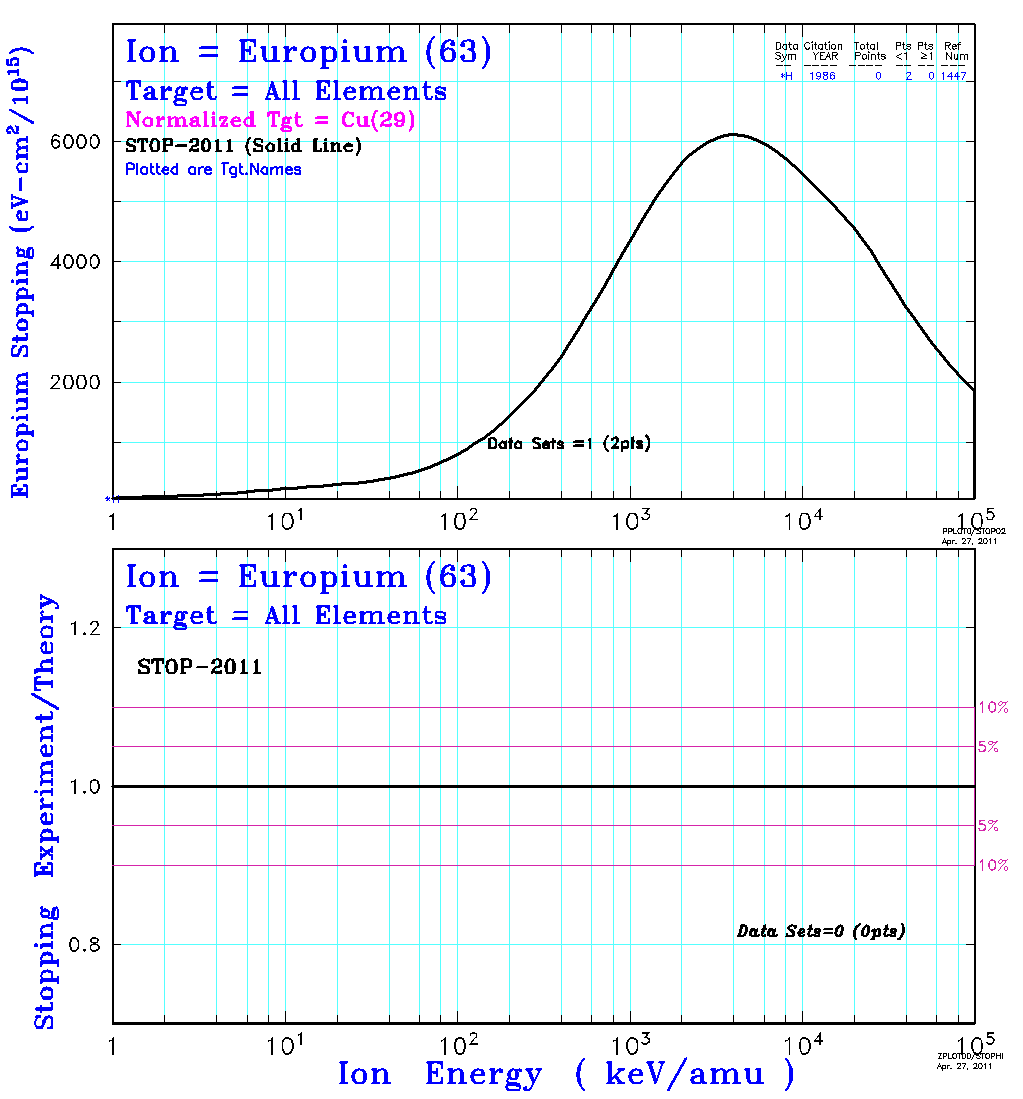 Ion = Europium (63)
Target = All Elements
Normalized Tgt = Cu(29)
STOP-2011 (Solid Line)
Plotted are Tgt.Names
Data Citation Total Pts Pts Ref
Sym YEAR Points <1 ≥1 Num
*H 1986 0 2 0 1447
Europium Stopping (eV-cm²/10¹⁵)
6000
4000
2000
Data Sets =1 (2pts)
1 10¹ 10² 10³ 10⁴ 10⁵
Apr. 27, 2011
Ion = Europium (63)
Target = All Elements
STOP-2011
Stopping Experiment/Theory
1.2
1.0
0.8
10%
5%
5%
10%
Data Sets=0 (0pts)
1 10¹ 10² 10³ 10⁴ 10⁵
Ion Energy ( keV/amu )
Apr. 27, 2011